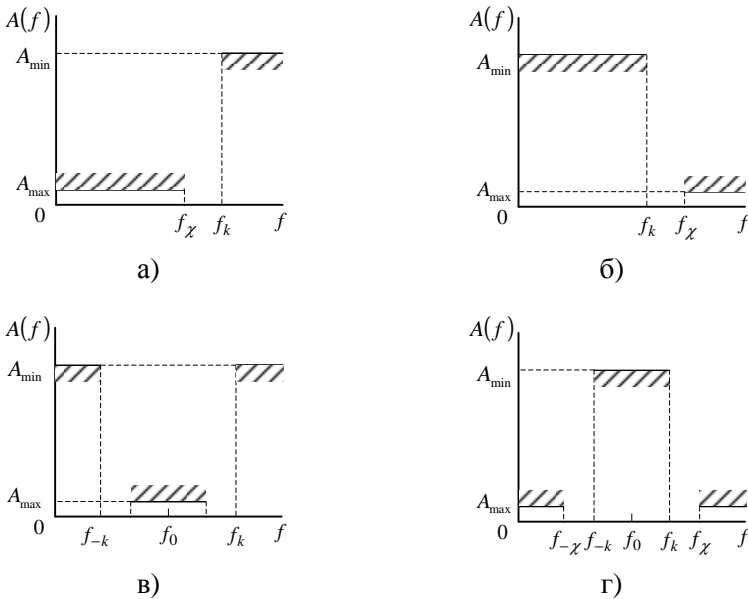 A(f)
A_min
A_max
0
f_χ
f_k
f
а)
A(f)
A_min
A_max
0
f_k
f_χ
f
б)
A(f)
A_min
A_max
0
f_{-k}
f_0
f_k
f
в)
A(f)
A_min
A_max
0
f_{-χ}
f_{-k}
f_0
f_k
f_χ
f
г)